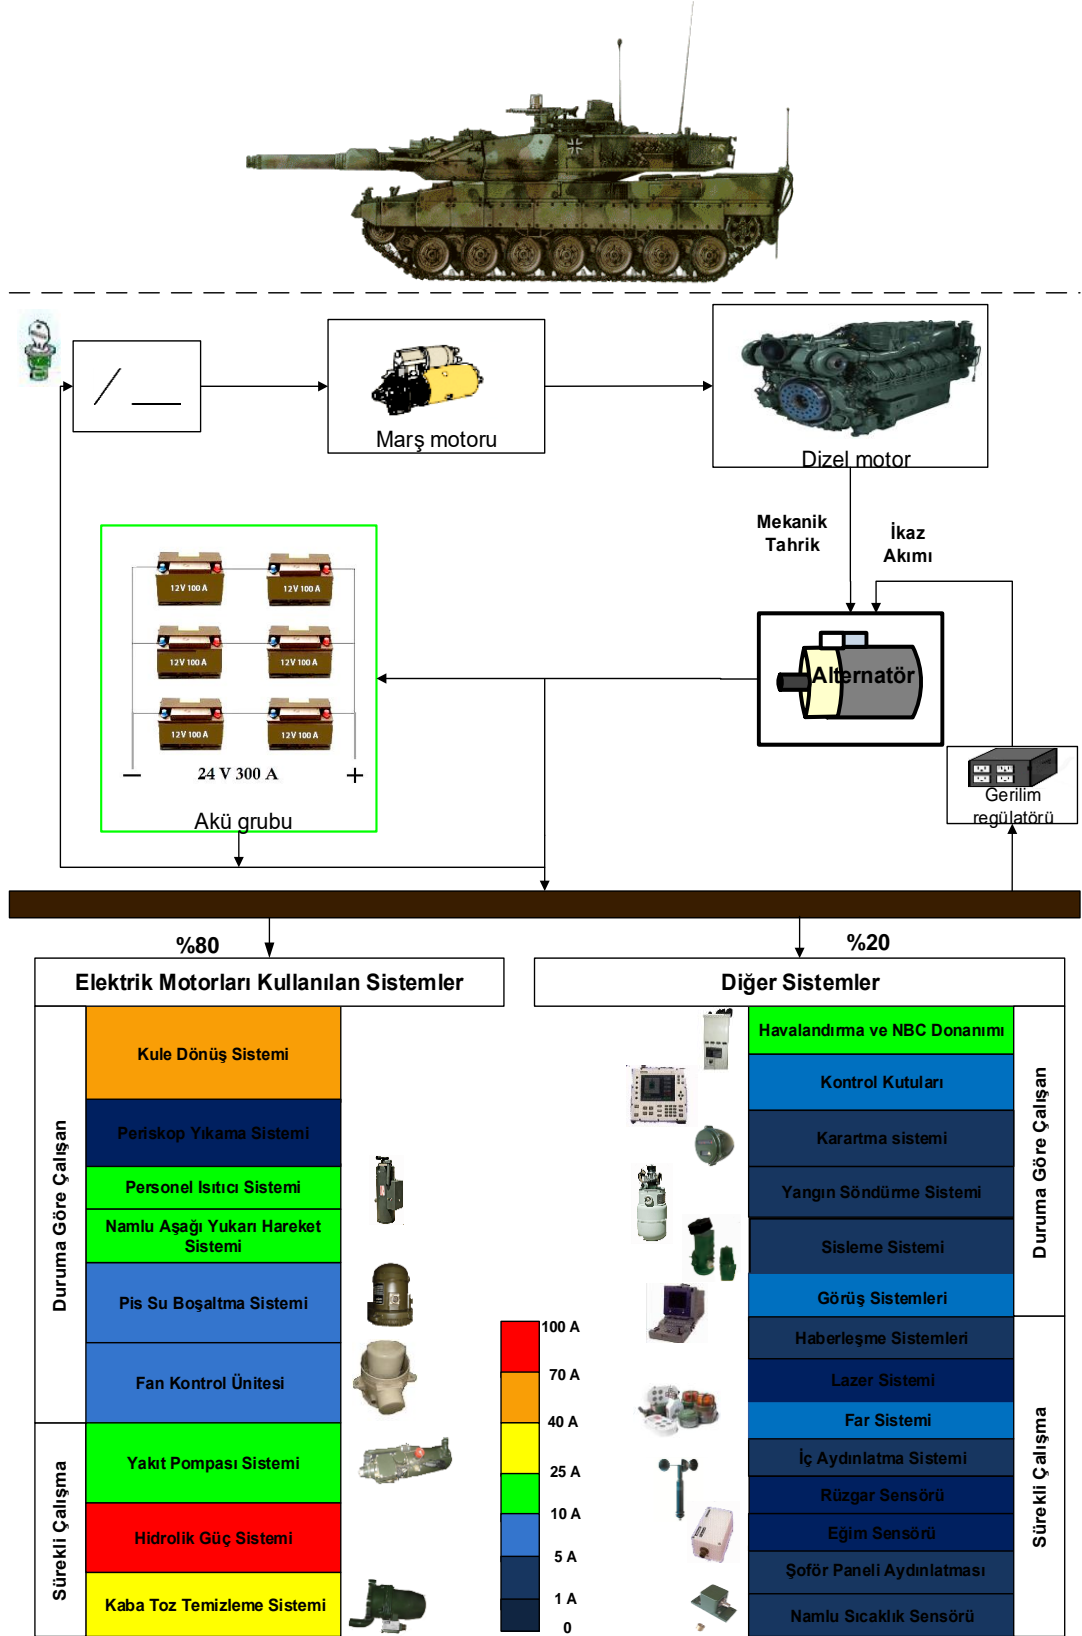 Marş motoru
Dizel motor
Mekanik
Tahrik
İkaz
Akımı
12V 100 A
12V 100 A
12V 100 A
12V 100 A
12V 100 A
12V 100 A
24 V 300 A
Akü grubu
Alternatör
Gerilim
regülatörü
%80
%20
Elektrik Motorları Kullanılan Sistemler
Duruma Göre Çalışan
Kule Dönüş Sistemi
Periskop Yıkama Sistemi
Personel Isıtıcı Sistemi
Namlu Aşağı Yukarı Hareket
Sistemi
Pis Su Boşaltma Sistemi
Fan Kontrol Ünitesi
Sürekli Çalışma
Yakıt Pompası Sistemi
Hidrolik Güç Sistemi
Kaba Toz Temizleme Sistemi
100 A
70 A
40 A
25 A
10 A
5 A
1 A
0
Diğer Sistemler
Havalandırma ve NBC Donanımı
Kontrol Kutuları
Karartma sistemi
Yangın Söndürme Sistemi
Sisleme Sistemi
Görüş Sistemleri
Duruma Göre Çalışan
Haberleşme Sistemleri
Lazer Sistemi
Far Sistemi
İç Aydınlatma Sistemi
Rüzgar Sensörü
Eğim Sensörü
Şoför Paneli Aydınlatması
Namlu Sıcaklık Sensörü
Sürekli Çalışma